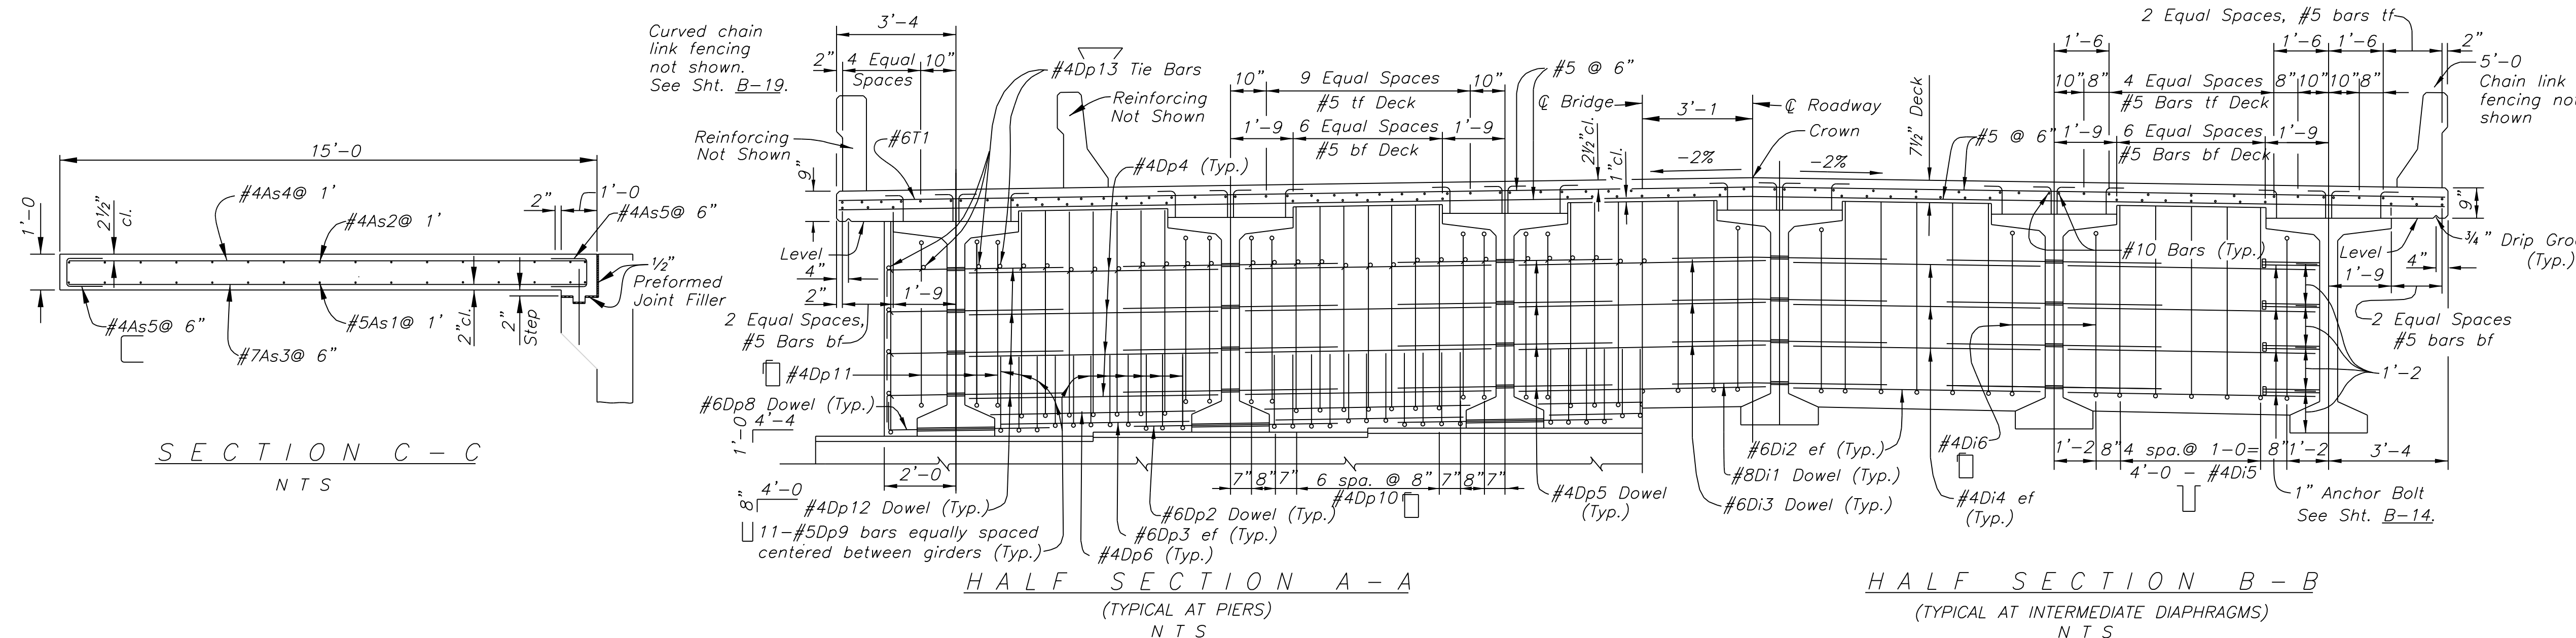 15'-0
1'-0
2½"
cl.
#4As4@ 1'
#4As2@ 1'
2"
1'-0
#4As5@ 6"
½"
Preformed
Joint Filler
#4As5@ 6"
#7As3@ 6"
#5As1@ 1'
2"cl.
2"
Step
SECTION C-C
NTS
Curved chain
link fencing
not shown.
See Sht. B-19.
3'-4
2"
4 Equal
Spaces
10"
#4Dp13 Tie Bars
Reinforcing
Not Shown
Reinforcing
Not Shown
#6T1
9"
10"
9 Equal Spaces
10"
#5 tf Deck
1'-9
6 Equal Spaces
1'-9
#5 bf Deck
#4Dp4 (Typ.)
#5 @ 6"
2½"cl.
1"cl.
℄ Bridge
3'-1
℄ Roadway
Crown
-2%
-2%
7½" Deck
#5 @ 6"
2 Equal Spaces, #5 bars tf
1'-6
1'-6
1'-6
2"
10"
8"
4 Equal Spaces
8"
10"
10"
8"
#5 Bars tf Deck
1'-9
6 Equal Spaces
1'-9
#5 Bars bf Deck
5'-0
Chain link
fencing not
shown
9"
Level
4"
2"
1'-9
2 Equal Spaces,
#5 Bars bf
#4Dp11
#6Dp8 Dowel (Typ.)
1'-0
4'-4
2'-0
8"
4'-0
#4Dp12 Dowel (Typ.)
11-#5Dp9 bars equally spaced
centered between girders (Typ.)
#6Dp2 Dowel (Typ.)
#6Dp3 ef (Typ.)
#4Dp6 (Typ.)
7"
8"
7"
6 spa. @ 8"
7"
8"
7"
#4Dp10
#4Dp5 Dowel
(Typ.)
#6Di2 ef (Typ.)
#8Di1 Dowel (Typ.)
#6Di3 Dowel (Typ.)
#4Di4 ef
(Typ.)
#4Di6
#10 Bars (Typ.)
Level
¾" Drip
(Typ.)
4"
1'-9
2 Equal Spaces
#5 bars bf
1'-2
1'-2
8"
4 spa.@ 1-0=
8"
1'-2
3'-4
4'-0 - #4Di5
1" Anchor Bolt
See Sht. B-14.
HALF SECTION A-A
(TYPICAL AT PIERS)
NTS
HALF SECTION B-B
(TYPICAL AT INTERMEDIATE DIAPHRAGMS)
NTS